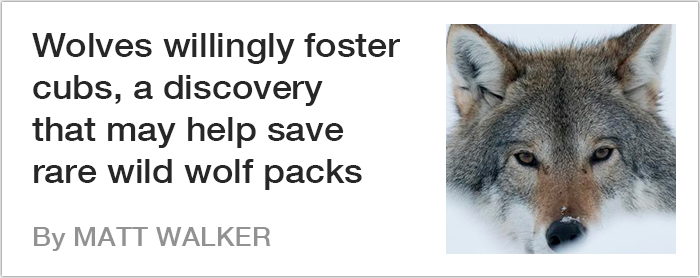 Wolves willingly foster
cubs, a discovery
that may help save
rare wild wolf packs
By MATT WALKER